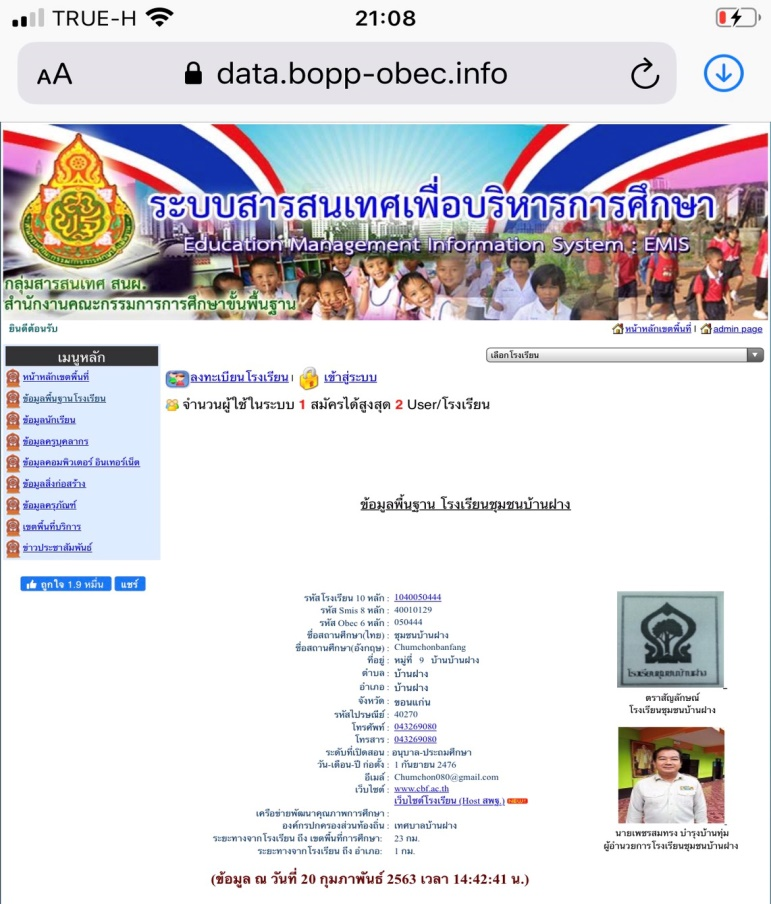 TRUE-H
21:08
AA
data.bopp-obec.info
ระบบสารสนเทศเพื่อบริหารการศึกษา
Education Management Information System : EMIS
กลุ่มสารสนเทศ สนผ.
สำนักงานคณะกรรมการการศึกษาขั้นพื้นฐาน
ยินดีต้อนรับ
หน้าหลักเขตพื้นที่ | admin page
เมนูหลัก
หน้าหลักเขตพื้นที่
ข้อมูลพื้นฐานโรงเรียน
ข้อมูลนักเรียน
ข้อมูลครูบุคลากร
ข้อมูลคอมพิวเตอร์ อินเทอร์เน็ต
ข้อมูลสิ่งก่อสร้าง
ข้อมูลครุภัณฑ์
เขตพื้นที่บริการ
ข่าวประชาสัมพันธ์
ถูกใจ 1.9 หมื่น แชร์
เลือกโรงเรียน
ลงทะเบียนโรงเรียน | เข้าสู่ระบบ
จำนวนผู้ใช้ในระบบ 1 สมัครได้สูงสุด 2 User/โรงเรียน
ข้อมูลพื้นฐาน โรงเรียนชุมชนบ้านฝาง
รหัสโรงเรียน 10 หลัก : 1040050444
รหัส Smis 8 หลัก : 40010129
รหัส Obec 6 หลัก : 050444
ชื่อสถานศึกษา(ไทย) : ชุมชนบ้านฝาง
ชื่อสถานศึกษา(อังกฤษ) : Chumchonbanfang
ที่อยู่ : หมู่ที่ 9 บ้านบ้านฝาง
ตำบล : บ้านฝาง
อำเภอ : บ้านฝาง
จังหวัด : ขอนแก่น
รหัสไปรษณีย์ : 40270
โทรศัพท์ : 043269080
โทรสาร : 043269080
ระดับที่เปิดสอน : อนุบาล-ประถมศึกษา
วัน-เดือน-ปี ก่อตั้ง : 1 กันยายน 2476
อีเมล์ : Chumchon080@gmail.com
เว็บไซต์ : www.cbf.ac.th
เว็บไซต์โรงเรียน (Host สพฐ.) NEW!!
เครือข่ายพัฒนาคุณภาพการศึกษา :
องค์กรปกครองส่วนท้องถิ่น : เทศบาลบ้านฝาง
ระยะทางจากโรงเรียน ถึง เขตพื้นที่การศึกษา: 23 กม.
ระยะทางจากโรงเรียน ถึง อำเภอ: 1 กม.
โรงเรียนชุมชนบ้านฝาง
ตราสัญลักษณ์
โรงเรียนชุมชนบ้านฝาง
นายเพชรสมทรง บำรุงบ้านทุ่ม
ผู้อำนวยการโรงเรียนชุมชนบ้านฝาง
(ข้อมูล ณ วันที่ 20 กุมภาพันธ์ 2563 เวลา 14:42:41 น.)